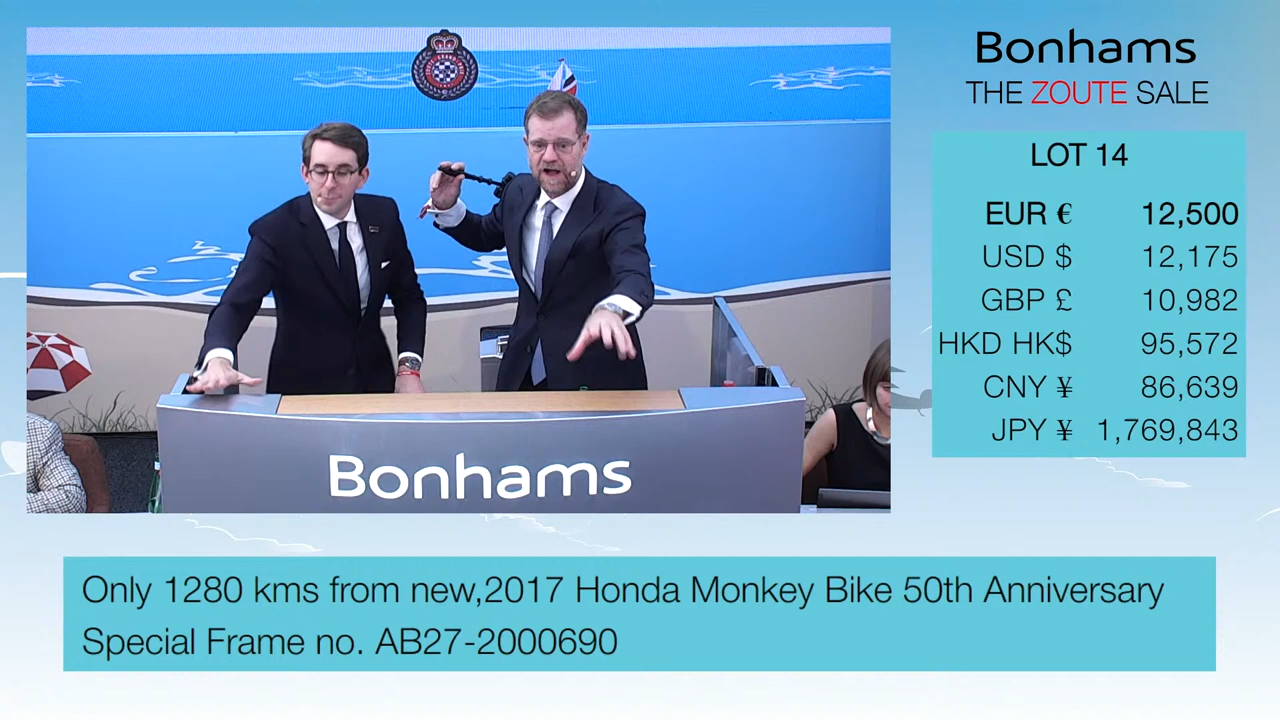 Bonhams
THE ZOUTE SALE
LOT 14
EUR € 12,500
USD $ 12,175
GBP £ 10,982
HKD HK$ 95,572
CNY ¥ 86,639
JPY ¥ 1,769,843
Bonhams
Only 1280 kms from new,2017 Honda Monkey Bike 50th Anniversary
Special Frame no. AB27-2000690